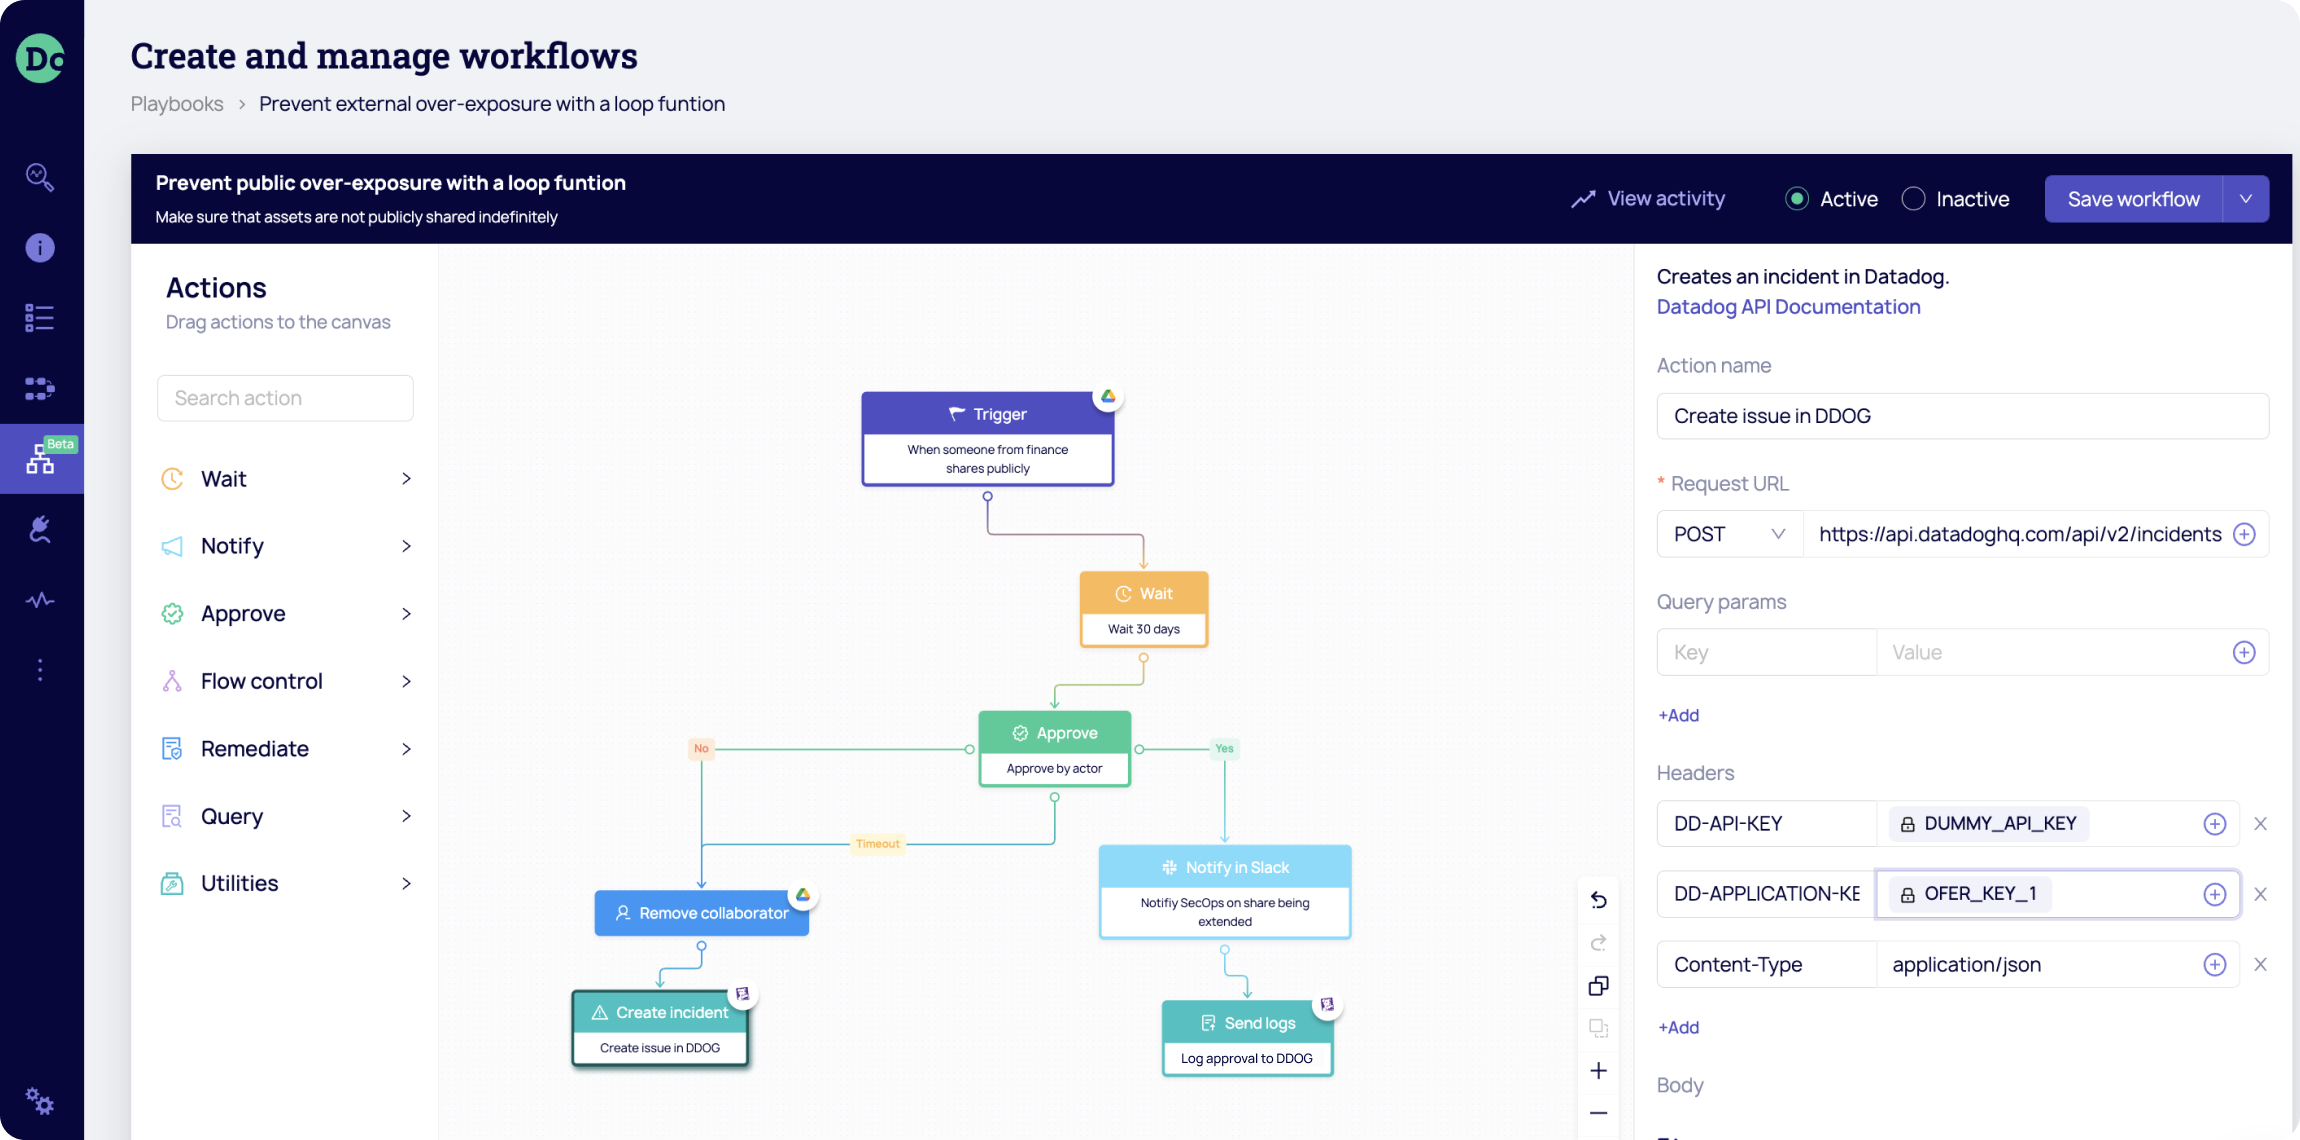 Do
Create and manage workflows
Playbooks > Prevent external over-exposure with a loop funtion
Prevent public over-exposure with a loop funtion
Make sure that assets are not publicly shared indefinitely
View activity
Active
Inactive
Save workflow
Beta
Actions
Drag actions to the canvas
Search action
Wait
Notify
Approve
Flow control
Remediate
Query
Utilities
Trigger
When someone from finance
shares publicly
Wait
Wait 30 days
Approve
Approve by actor
No
Yes
Timeout
Remove collaborator
Notify in Slack
Notifiy SecOps on share being
extended
Create incident
Create issue in DDOG
Send logs
Log approval to DDOG
Creates an incident in Datadog.
Datadog API Documentation
Action name
Create issue in DDOG
* Request URL
POST
https://api.datadoghq.com/api/v2/incidents
Query params
Key
Value
+Add
Headers
DD-API-KEY
DUMMY_API_KEY
DD-APPLICATION-KE
OFER_KEY_1
Content-Type
application/json
+Add
Body